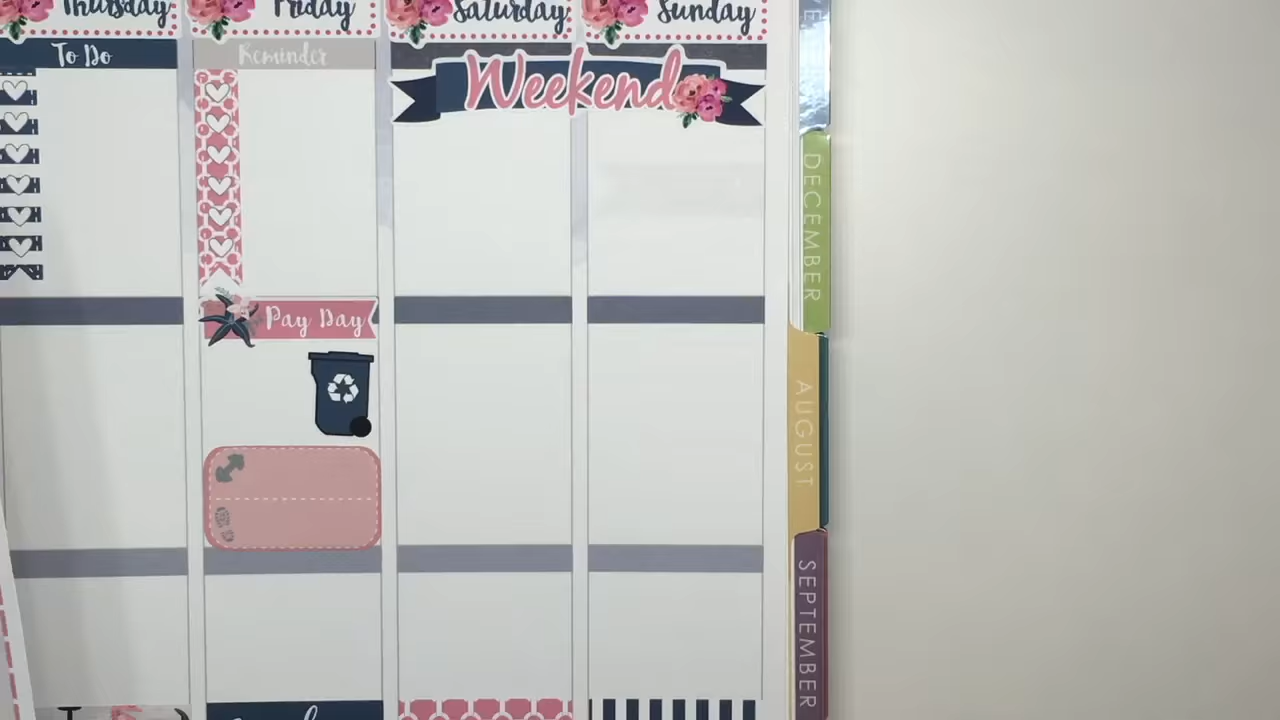 Thursday
Friday
Saturday
Sunday
To Do
Reminder
Weekend
Pay Day
DECEMBER
AUGUST
SEPTEMBER